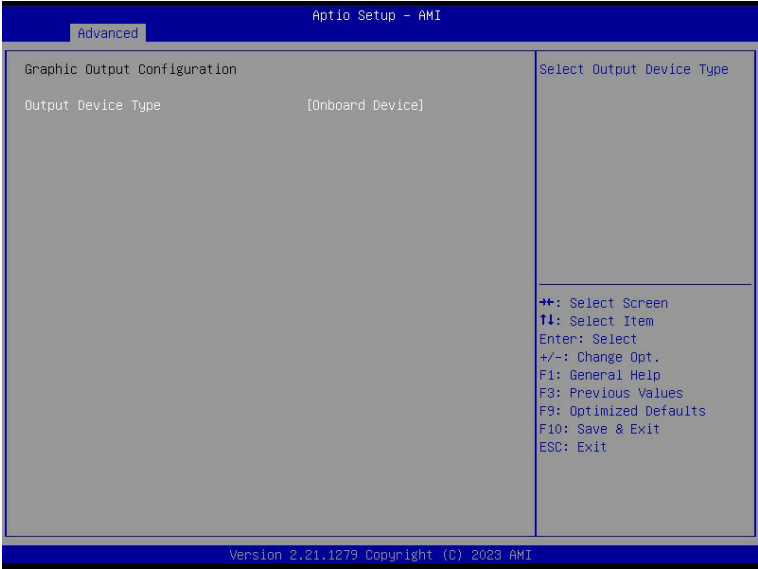 Aptio Setup – AMI
Advanced
Graphic Output Configuration
Output Device Type [Onboard Device]
Select Output Device Type
→←: Select Screen
↑↓: Select Item
Enter: Select
+/-: Change Opt.
F1: General Help
F3: Previous Values
F9: Optimized Defaults
F10: Save & Exit
ESC: Exit
Version 2.21.1279 Copyright (C) 2023 AMI